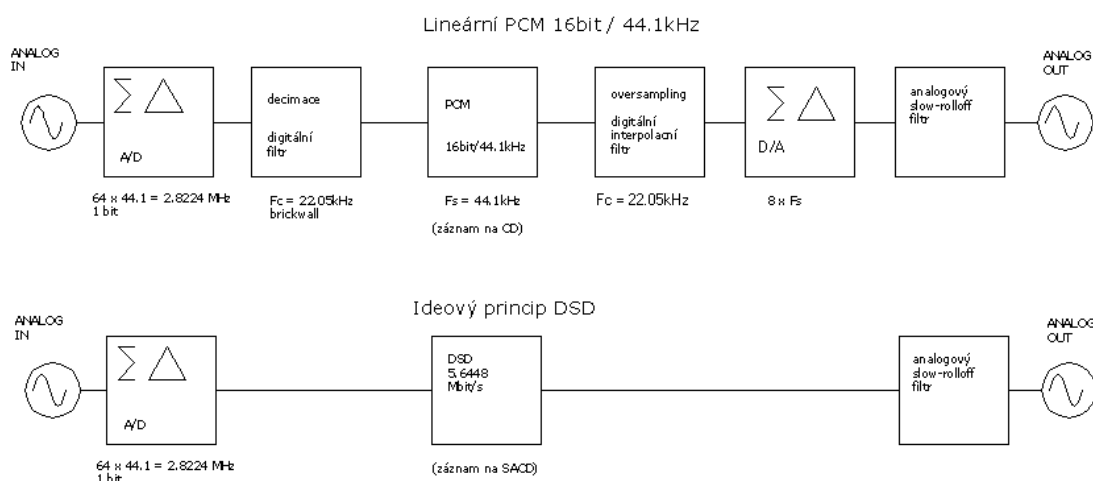 Lineární PCM 16bit / 44.1kHz
ANALOG
IN
∑ △
A/D
64 x 44.1 = 2.8224 MHz
1 bit
decimace
digitální
filtr
Fc = 22.05kHz
brickwall
PCM
16bit/44.1kHz
Fs = 44.1kHz
(záznam na CD)
oversampling
digitální
interpolacní
filtr
Fc = 22.05kHz
∑ △
D/A
8 x Fs
analogový
slow-rolloff
filtr
ANALOG
OUT
Ideový princip DSD
ANALOG
IN
∑ △
A/D
64 x 44.1 = 2.8224 MHz
1 bit
DSD
5.6448
Mbit/s
(záznam na SACD)
analogový
slow-rolloff
filtr
ANALOG
OUT